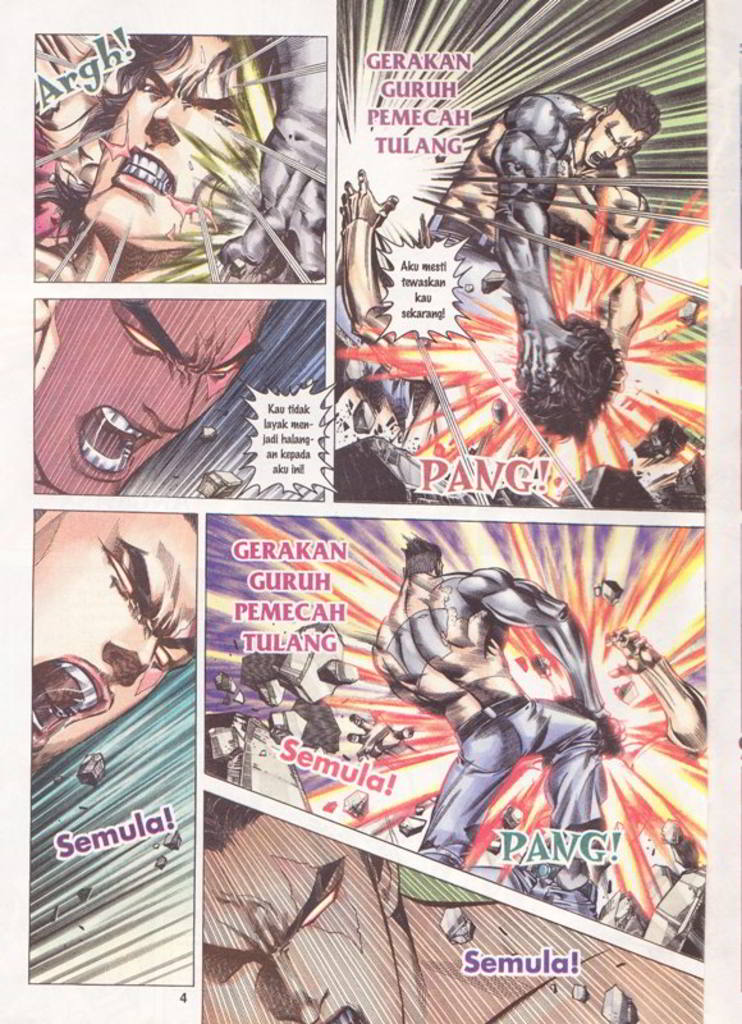 Argh!
GERAKAN
GURUH
PEMECAH
TULANG
Aku mesti
tewaskan
kau
sekarang!
PANG!
Kau tidak
layak men-
jadi halang-
an kepada
aku ini!
Semula!
GERAKAN
GURUH
PEMECAH
TULANG
Semula!
PANG!
Semula!
4